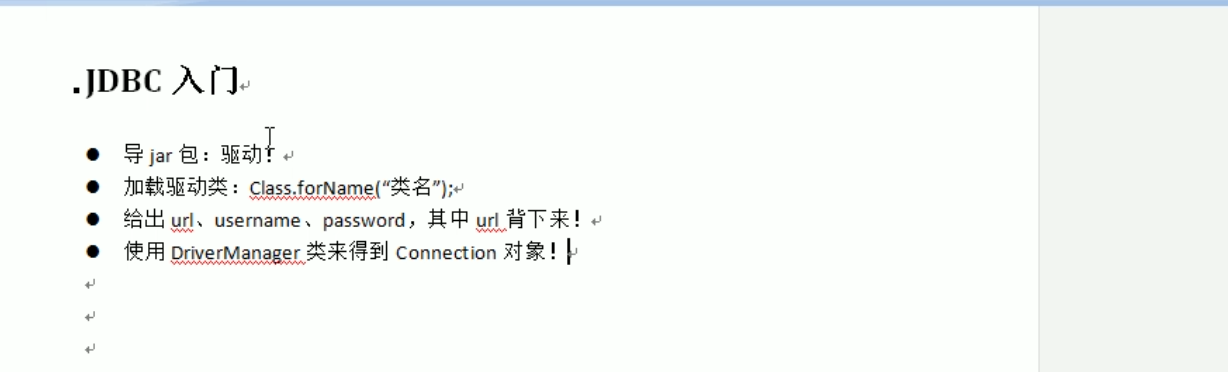 JDBC 入门
● 导 jar 包：驱动！
● 加载驱动类：Class.forName(“类名”);
● 给出 url、username、password，其中 url 背下来！
● 使用 DriverManager 类来得到 Connection 对象！